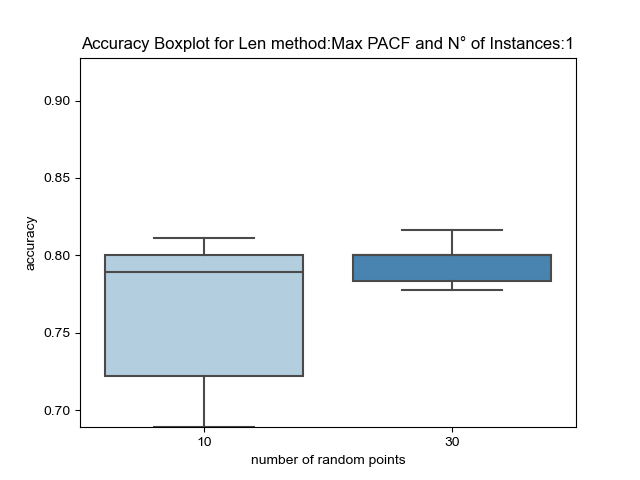 Accuracy Boxplot for Len method:Max PACF and N° of Instances:1
0.90
0.85
0.80
0.75
0.70
accuracy
10
30
number of random points